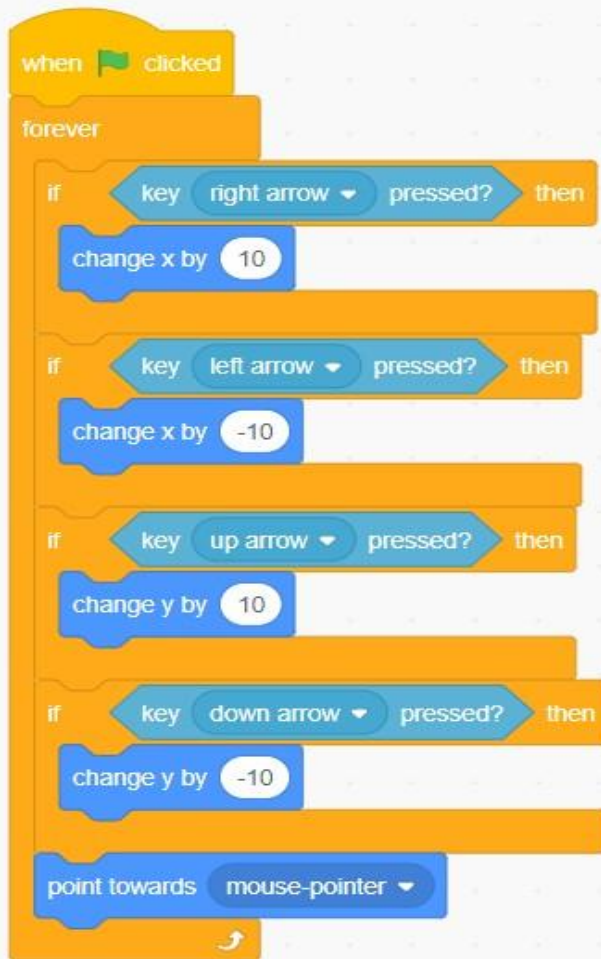 when clicked
forever
if key right arrow pressed? then
change x by 10
if key left arrow pressed? then
change x by -10
if key up arrow pressed? then
change y by 10
if key down arrow pressed? then
change y by -10
point towards mouse-pointer